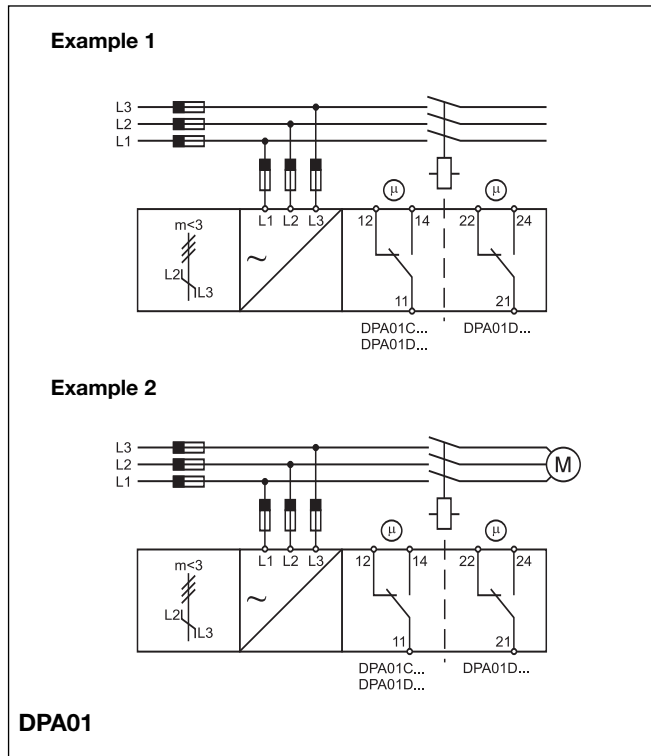 Example 1
L3
L2
L1
m<3
L1 L2 L3
12 μ 14 22 μ 24
L2
L3
~
11 21
DPA01C... DPA01D...
DPA01D...
Example 2
L3
L2 M
L1
m<3
L1 L2 L3
12 μ 14 22 μ 24
L2
L3
~
11 21
DPA01C... DPA01D...
DPA01D...
DPA01